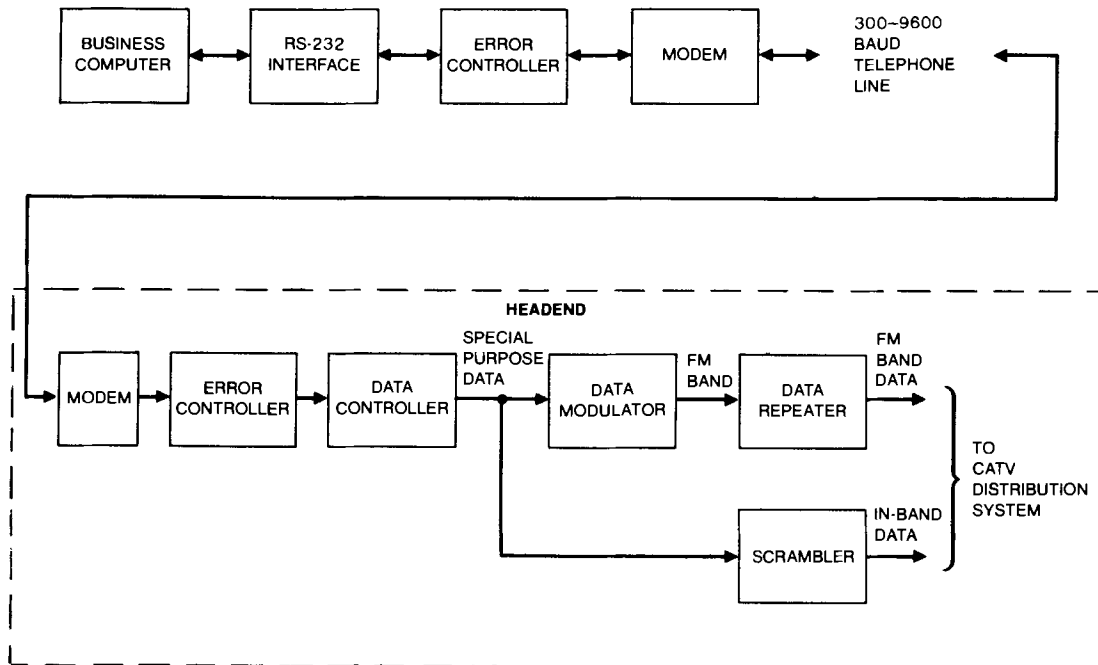 BUSINESS
COMPUTER
RS-232
INTERFACE
ERROR
CONTROLLER
MODEM
300~9600
BAUD
TELEPHONE
LINE
HEADEND
MODEM
ERROR
CONTROLLER
DATA
CONTROLLER
SPECIAL
PURPOSE
DATA
DATA
MODULATOR
FM
BAND
DATA
REPEATER
FM
BAND
DATA
SCRAMBLER
IN-BAND
DATA
TO
CATV
DISTRIBUTION
SYSTEM